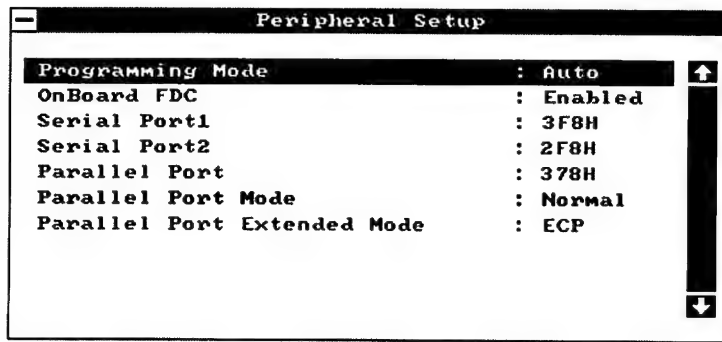 Peripheral Setup
Programming Mode : Auto
OnBoard FDC : Enabled
Serial Port1 : 3F8H
Serial Port2 : 2F8H
Parallel Port : 378H
Parallel Port Mode : Normal
Parallel Port Extended Mode : ECP